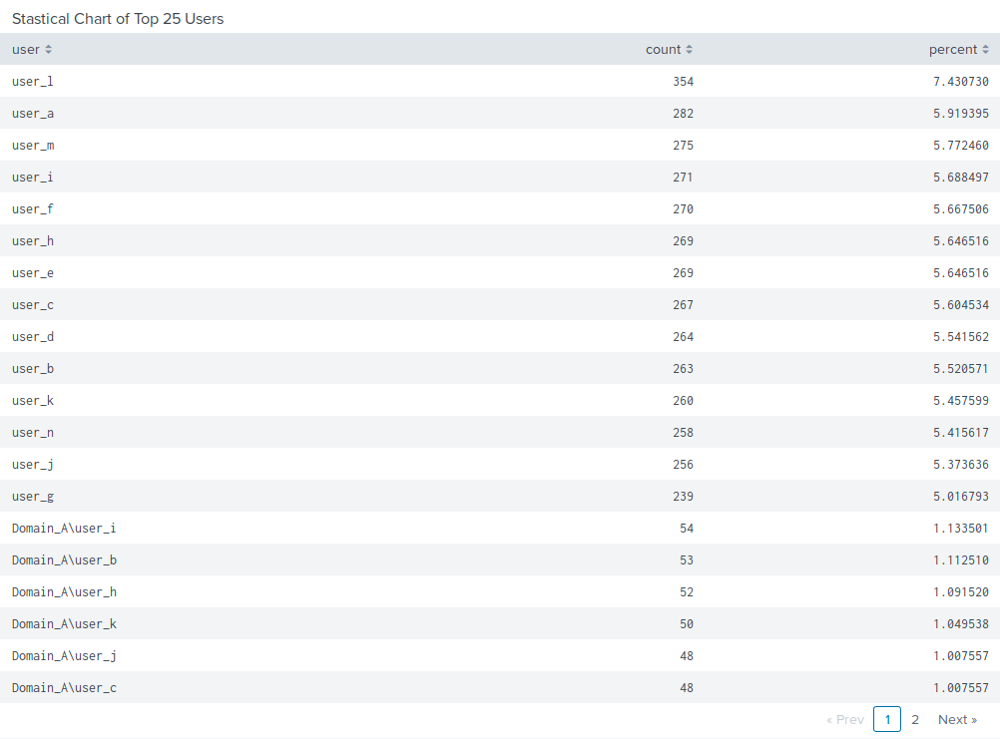 Stastical Chart of Top 25 Users
user count percent
user_l 354 7.430730
user_a 282 5.919395
user_m 275 5.772460
user_i 271 5.688497
user_f 270 5.667506
user_h 269 5.646516
user_e 269 5.646516
user_c 267 5.604534
user_d 264 5.541562
user_b 263 5.520571
user_k 260 5.457599
user_n 258 5.415617
user_j 256 5.373636
user_g 239 5.016793
Domain_A\user_i 54 1.133501
Domain_A\user_b 53 1.112510
Domain_A\user_h 52 1.091520
Domain_A\user_k 50 1.049538
Domain_A\user_j 48 1.007557
Domain_A\user_c 48 1.007557
« Prev 1 2 Next »